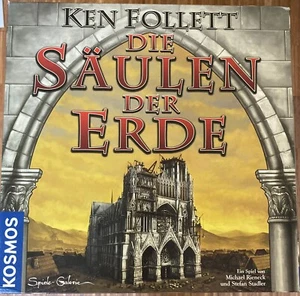 KEN FOLLETT
DIE
SÄULEN
DER
ERDE
KOSMOS
Spiele-Galerie
Ein Spiel von
Michael Rieneck
und Stefan Stadler